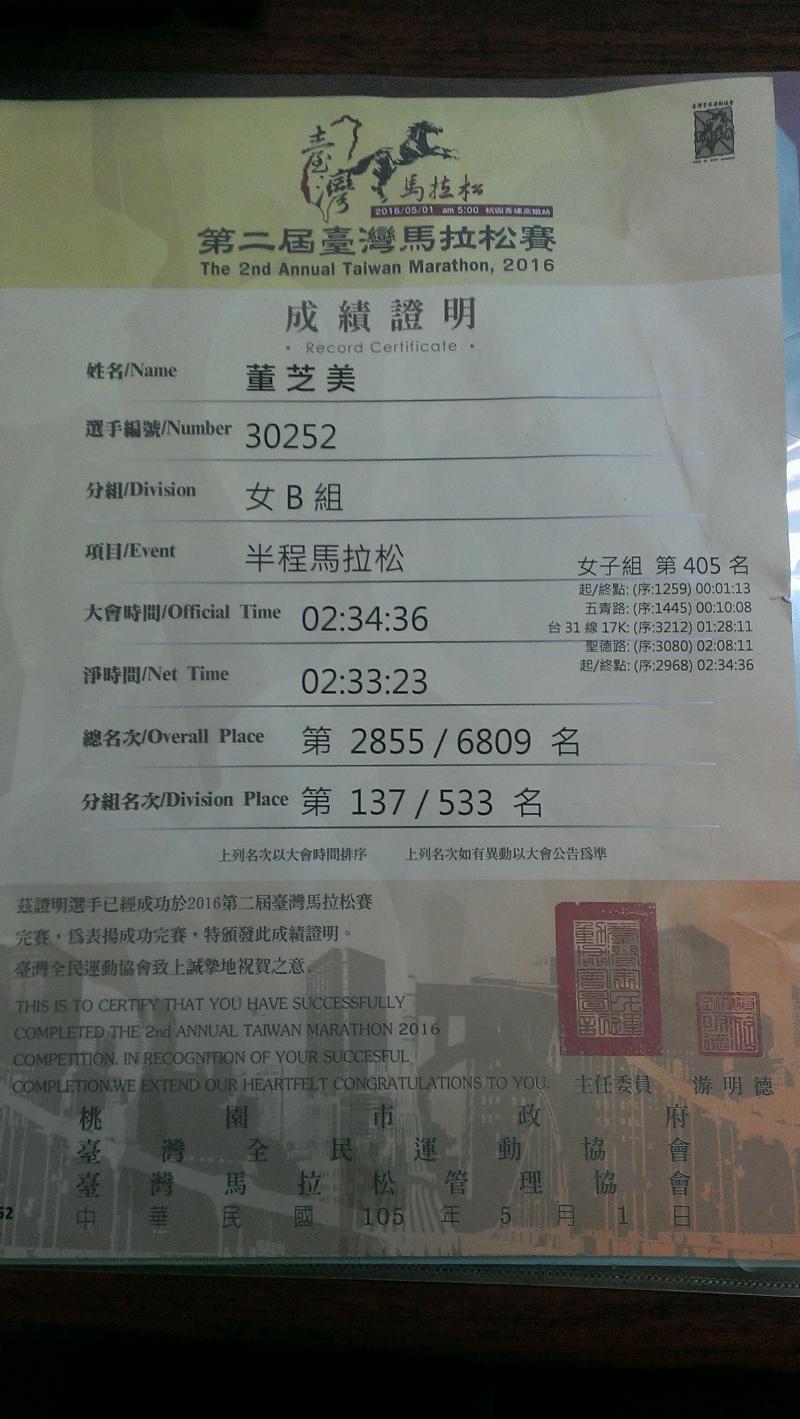 臺灣
馬拉松
2016/05/01 am 5:00 桃園青埔高鐵站
第二屆臺灣馬拉松賽
The 2nd Annual Taiwan Marathon, 2016
成績證明
· Record Certificate ·
姓名/Name 董芝美
選手編號/Number 30252
分組/Division 女 B 組
項目/Event 半程馬拉松
女子組 第 405 名
起/終點: (序:1259) 00:01:13
五青路: (序:1445) 00:10:08
台 31 線 17K: (序:3212) 01:28:11
聖德路: (序:3080) 02:08:11
起/終點: (序:2968) 02:34:36
大會時間/Official Time 02:34:36
淨時間/Net Time 02:33:23
總名次/Overall Place 第 2855 / 6809 名
分組名次/Division Place 第 137 / 533 名
上列名次以大會時間排序 上列名次如有異動以大會公告爲準
茲證明選手已經成功於2016第二屆臺灣馬拉松賽
完賽，爲表揚成功完賽，特頒發此成績證明。
臺灣全民運動協會致上誠摯地祝賀之意.
THIS IS TO CERTIFY THAT YOU HAVE SUCCESSFULLY
COMPLETED THE 2nd ANNUAL TAIWAN MARATHON 2016
COMPETITION. IN RECOGNITION OF YOUR SUCCESFUL
COMPLETION.WE EXTEND OUR HEARTFELT CONGRATULATIONS TO YOU.
主任委員 游明德
桃園市政府
臺灣全民運動協會
臺灣馬拉松管理協會
中華民國105年5月1日
52